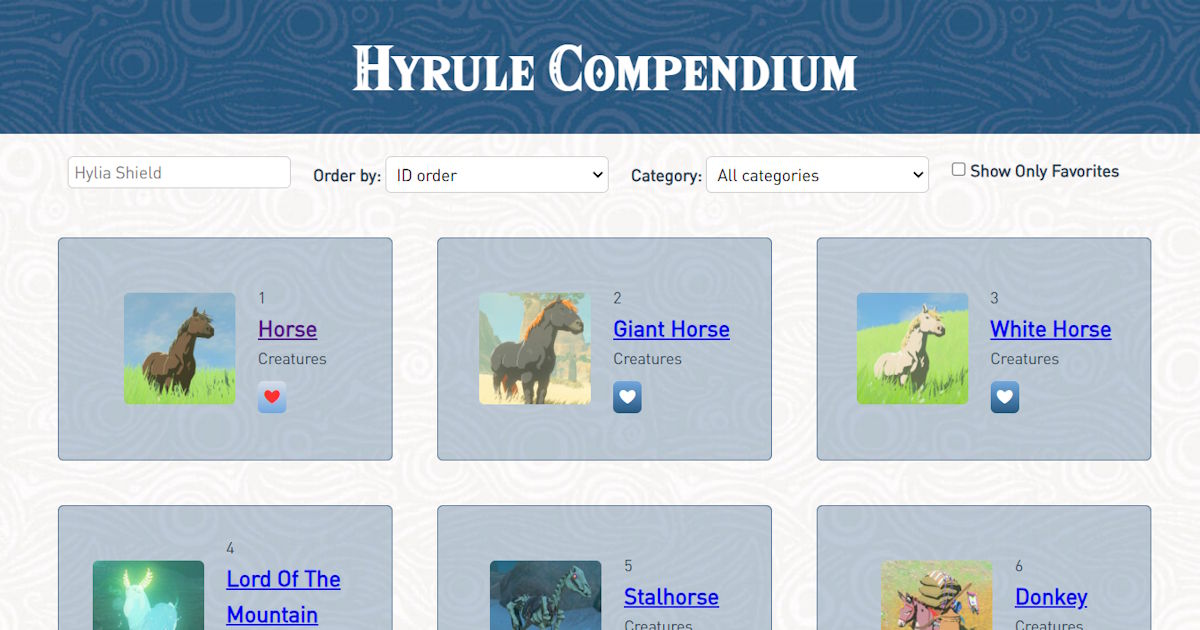 Hyrule Compendium
Hylia Shield
Order by: ID order
Category: All categories
Show Only Favorites
1
Horse
Creatures
2
Giant Horse
Creatures
3
White Horse
Creatures
4
Lord Of The
Mountain
5
Stalhorse
Creatures
6
Donkey
Creatures